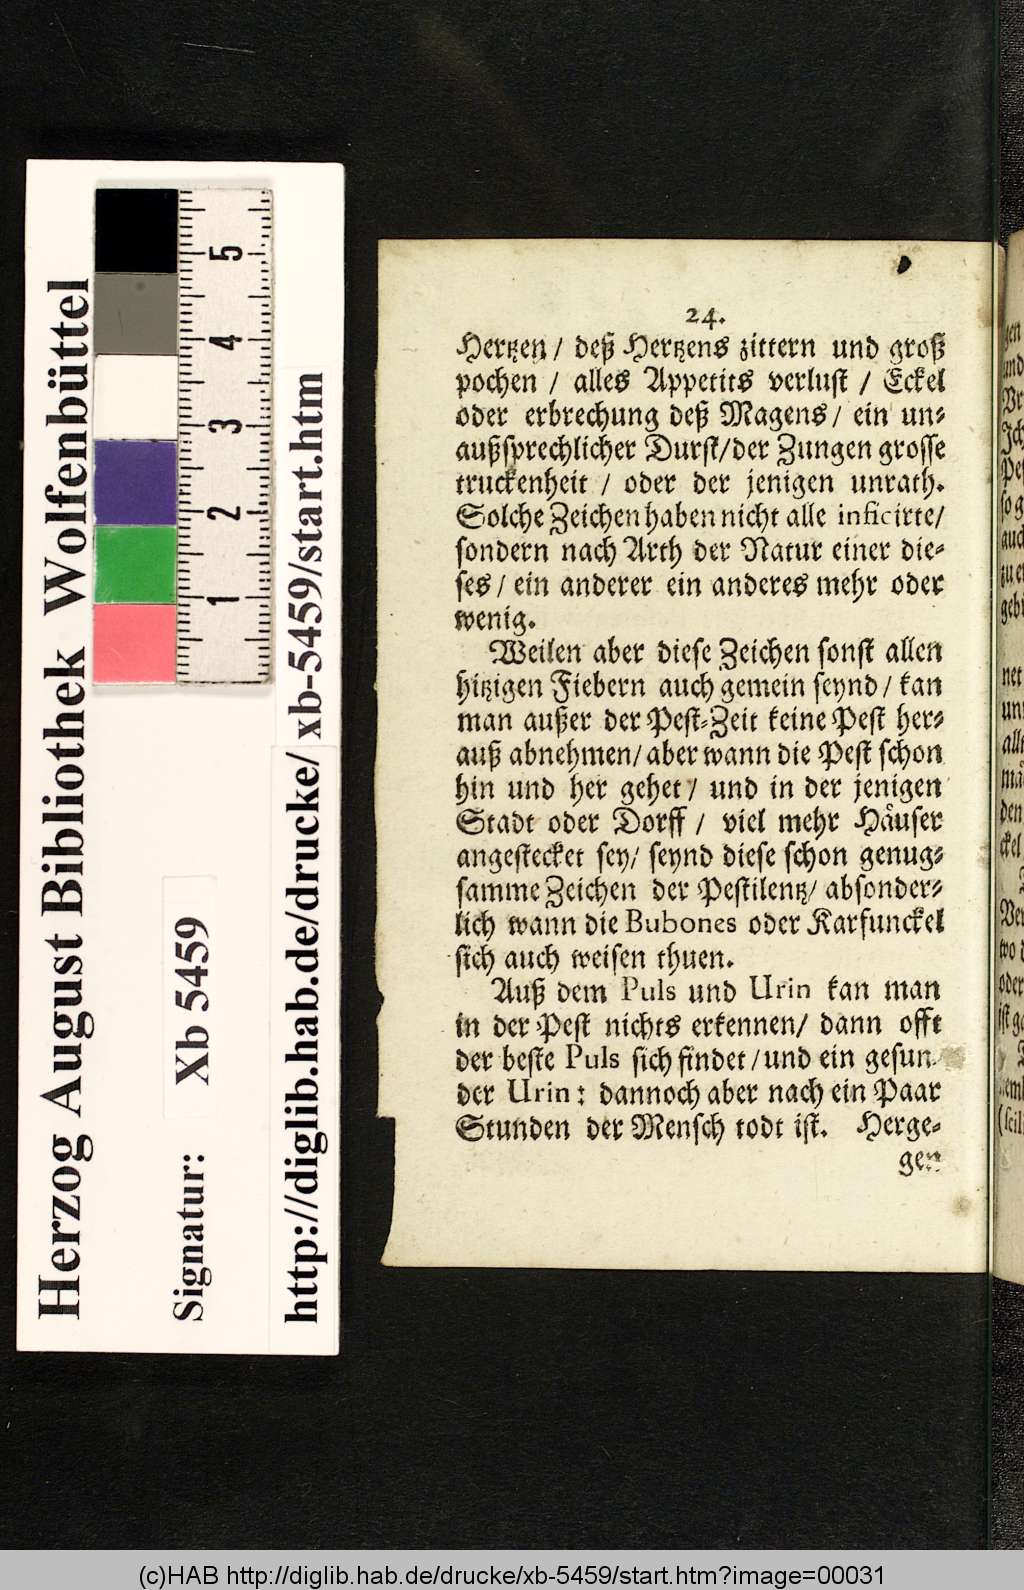 Herzog August Bibliothek Wolfenbüttel
Signatur: Xb 5459
http://diglib.hab.de/drucke/xb-5459/start.htm
5
4
3
2
1
24.
Hertzen / deß Hertzens zittern und groß
pochen / alles Appetits verlust / Eckel
oder erbrechung deß Magens / ein un-
außsprechlicher Durst/der Zungen grosse
truckenheit / oder der jenigen unrath.
Solche Zeichen haben nicht alle inficirte/
sondern nach Arth der Natur einer die-
ses / ein anderer ein anderes mehr oder
wenig.
Weilen aber diese Zeichen sonst allen
hitzigen Fiebern auch gemein seynd / kan
man außer der Pest-Zeit keine Pest her-
auß abnehmen/ aber wann die Pest schon
hin und her gehet / und in der jenigen
Stadt oder Dorff / viel mehr Häuser
angestecket sey/ seynd diese schon genug-
samme Zeichen der Pestilentz/ absonder-
lich wann die Bubones oder Karfunckel
sich auch weisen thuen.
Auß dem Puls und Urin kan man
in der Pest nichts erkennen/ dann offt
der beste Puls sich findet / und ein gesun-
der Urin: dannoch aber nach ein Paar
Stunden der Mensch todt ist. Herge-
gen
(c)HAB http://diglib.hab.de/drucke/xb-5459/start.htm?image=00031